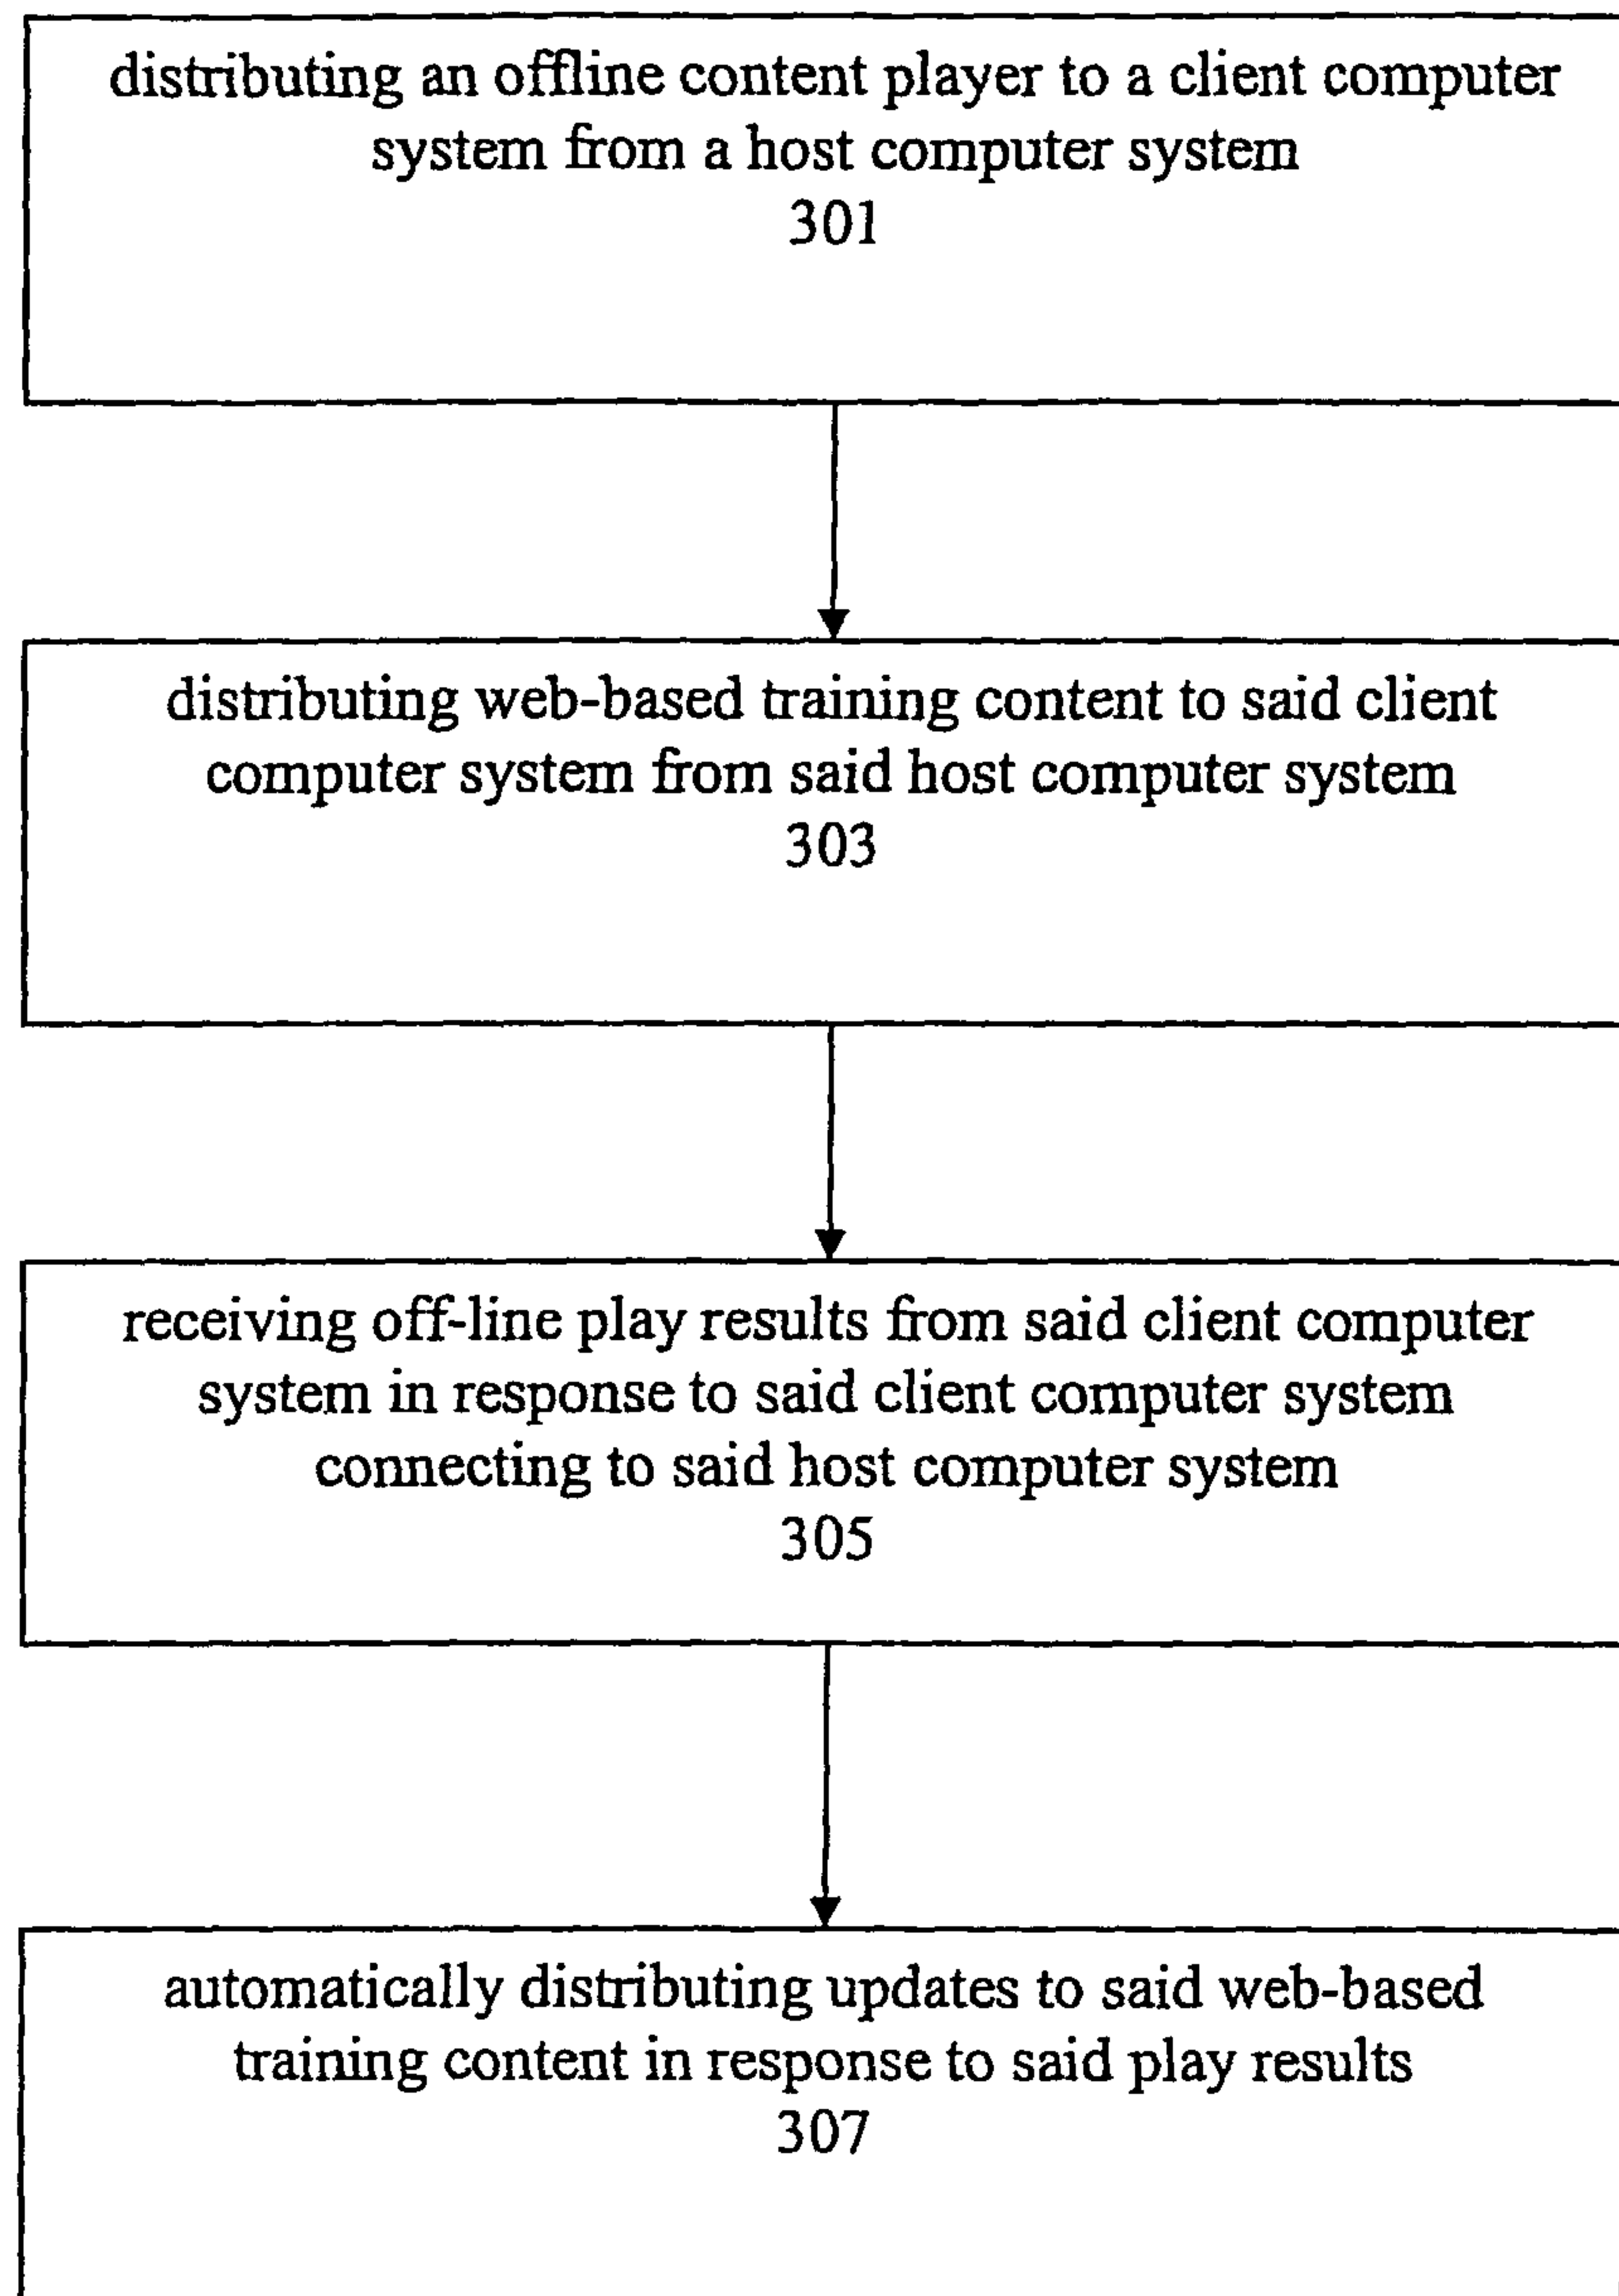 distributing an offline content player to a client computer
system from a host computer system
301
distributing web-based training content to said client
computer system from said host computer system
303
receiving off-line play results from said client computer
system in response to said client computer system
connecting to said host computer system
305
automatically distributing updates to said web-based
training content in response to said play results
307